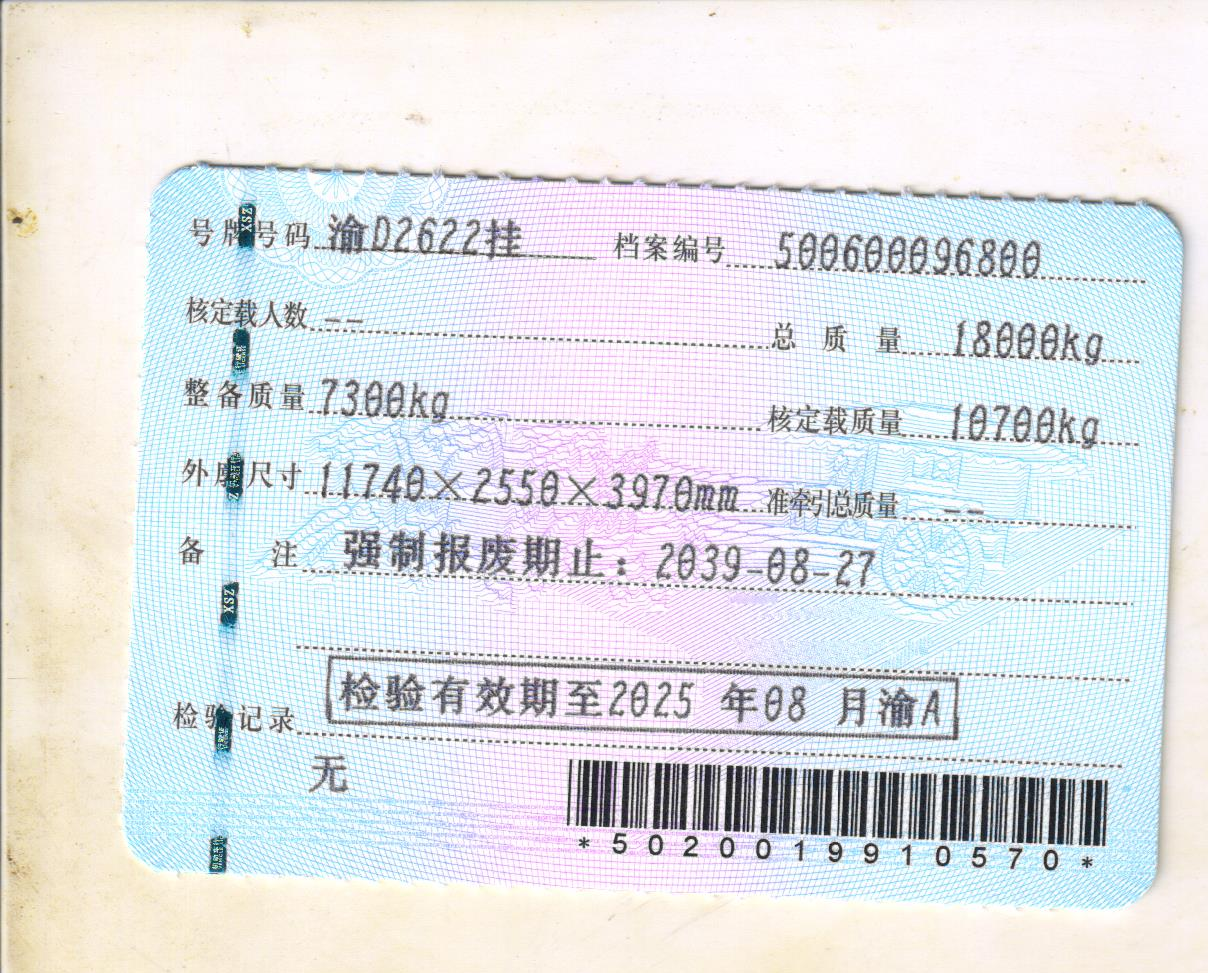 号牌号码 渝D2622挂 档案编号 500600096800
核定载人数 -- 总质量 18000kg
整备质量 7300kg 核定载质量 10700kg
外廓尺寸 11740×2550×3970mm 准牵引总质量 --
备注 强制报废期止：2039-08-27
检验记录 检验有效期至2025 年08 月渝A
无
*5020019910570*
XSZ
XSZ